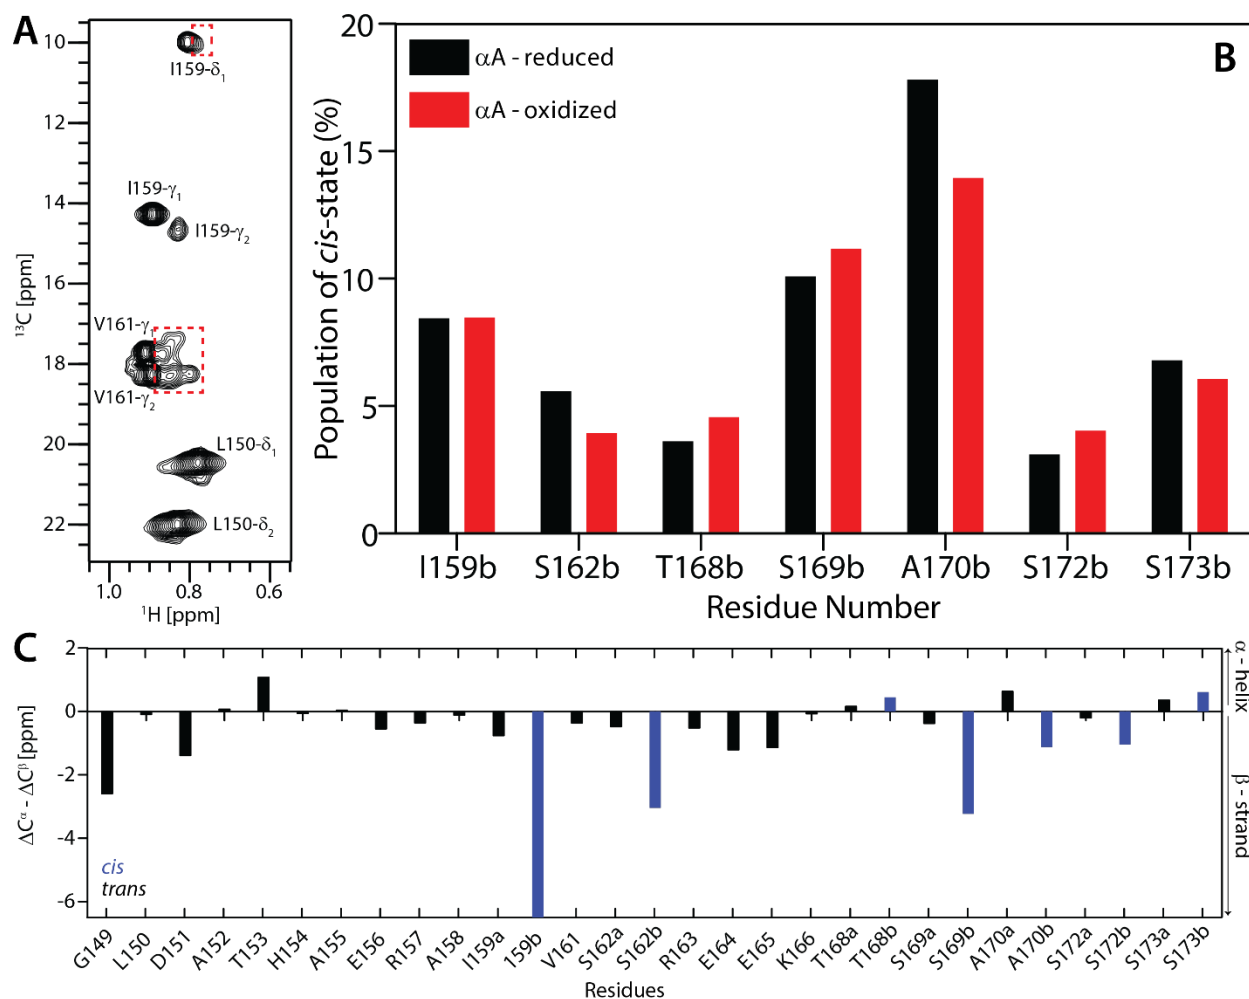 A
10
12
14
16
18
20
22
¹³C [ppm]
I159-δ₁
I159-γ₁
I159-γ₂
V161-γ₁
V161-γ₂
L150-δ₁
L150-δ₂
1.0 0.8 0.6
¹H [ppm]
B
αA - reduced
αA - oxidized
20
15
10
5
0
Population of cis-state (%)
I159b S162b T168b S169b A170b S172b S173b
Residue Number
C
2
0
-2
-4
-6
ΔCᵅ - ΔCᵝ [ppm]
cis
trans
α - helix
β - strand
G149 L150 D151 A152 T153 H154 A155 E156 R157 A158 I159a 159b V161 S162a S162b R163 E164 E165 K166 T168a T168b S169a S169b A170a A170b S172a S172b S173a S173b
Residues